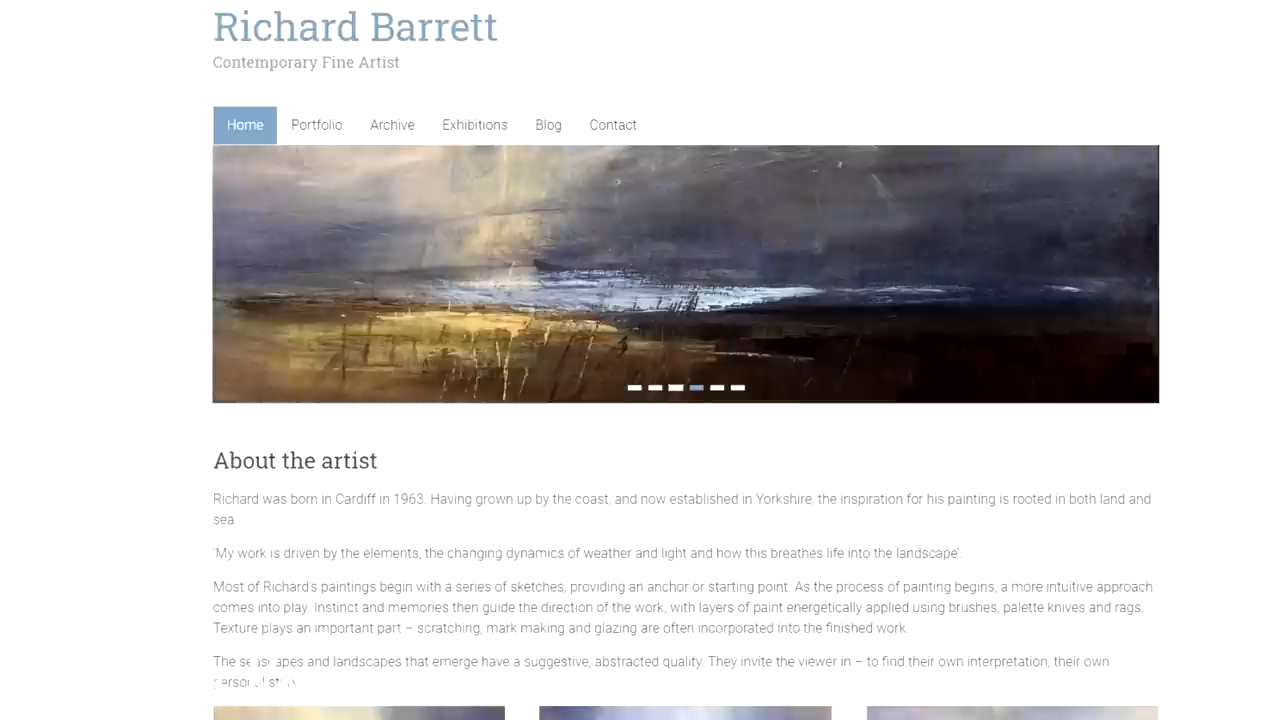 Richard Barrett
Contemporary Fine Artist
Home Portfolio Archive Exhibitions Blog Contact
About the artist
Richard was born in Cardiff in 1963. Having grown up by the coast, and now established in Yorkshire, the inspiration for his painting is rooted in both land and
sea
'My work is driven by the elements, the changing dynamics of weather and light and how this breathes life into the landscape'.
Most of Richard's paintings begin with a series of sketches, providing an anchor or starting point. As the process of painting begins, a more intuitive approach
comes into play. Instinct and memories then guide the direction of the work, with layers of paint energetically applied using brushes, palette knives and rags.
Texture plays an important part – scratching, mark making and glazing are often incorporated into the finished work.
The and landscapes that emerge have a suggestive, abstracted quality. They invite the viewer in – to find their own interpretation, their own